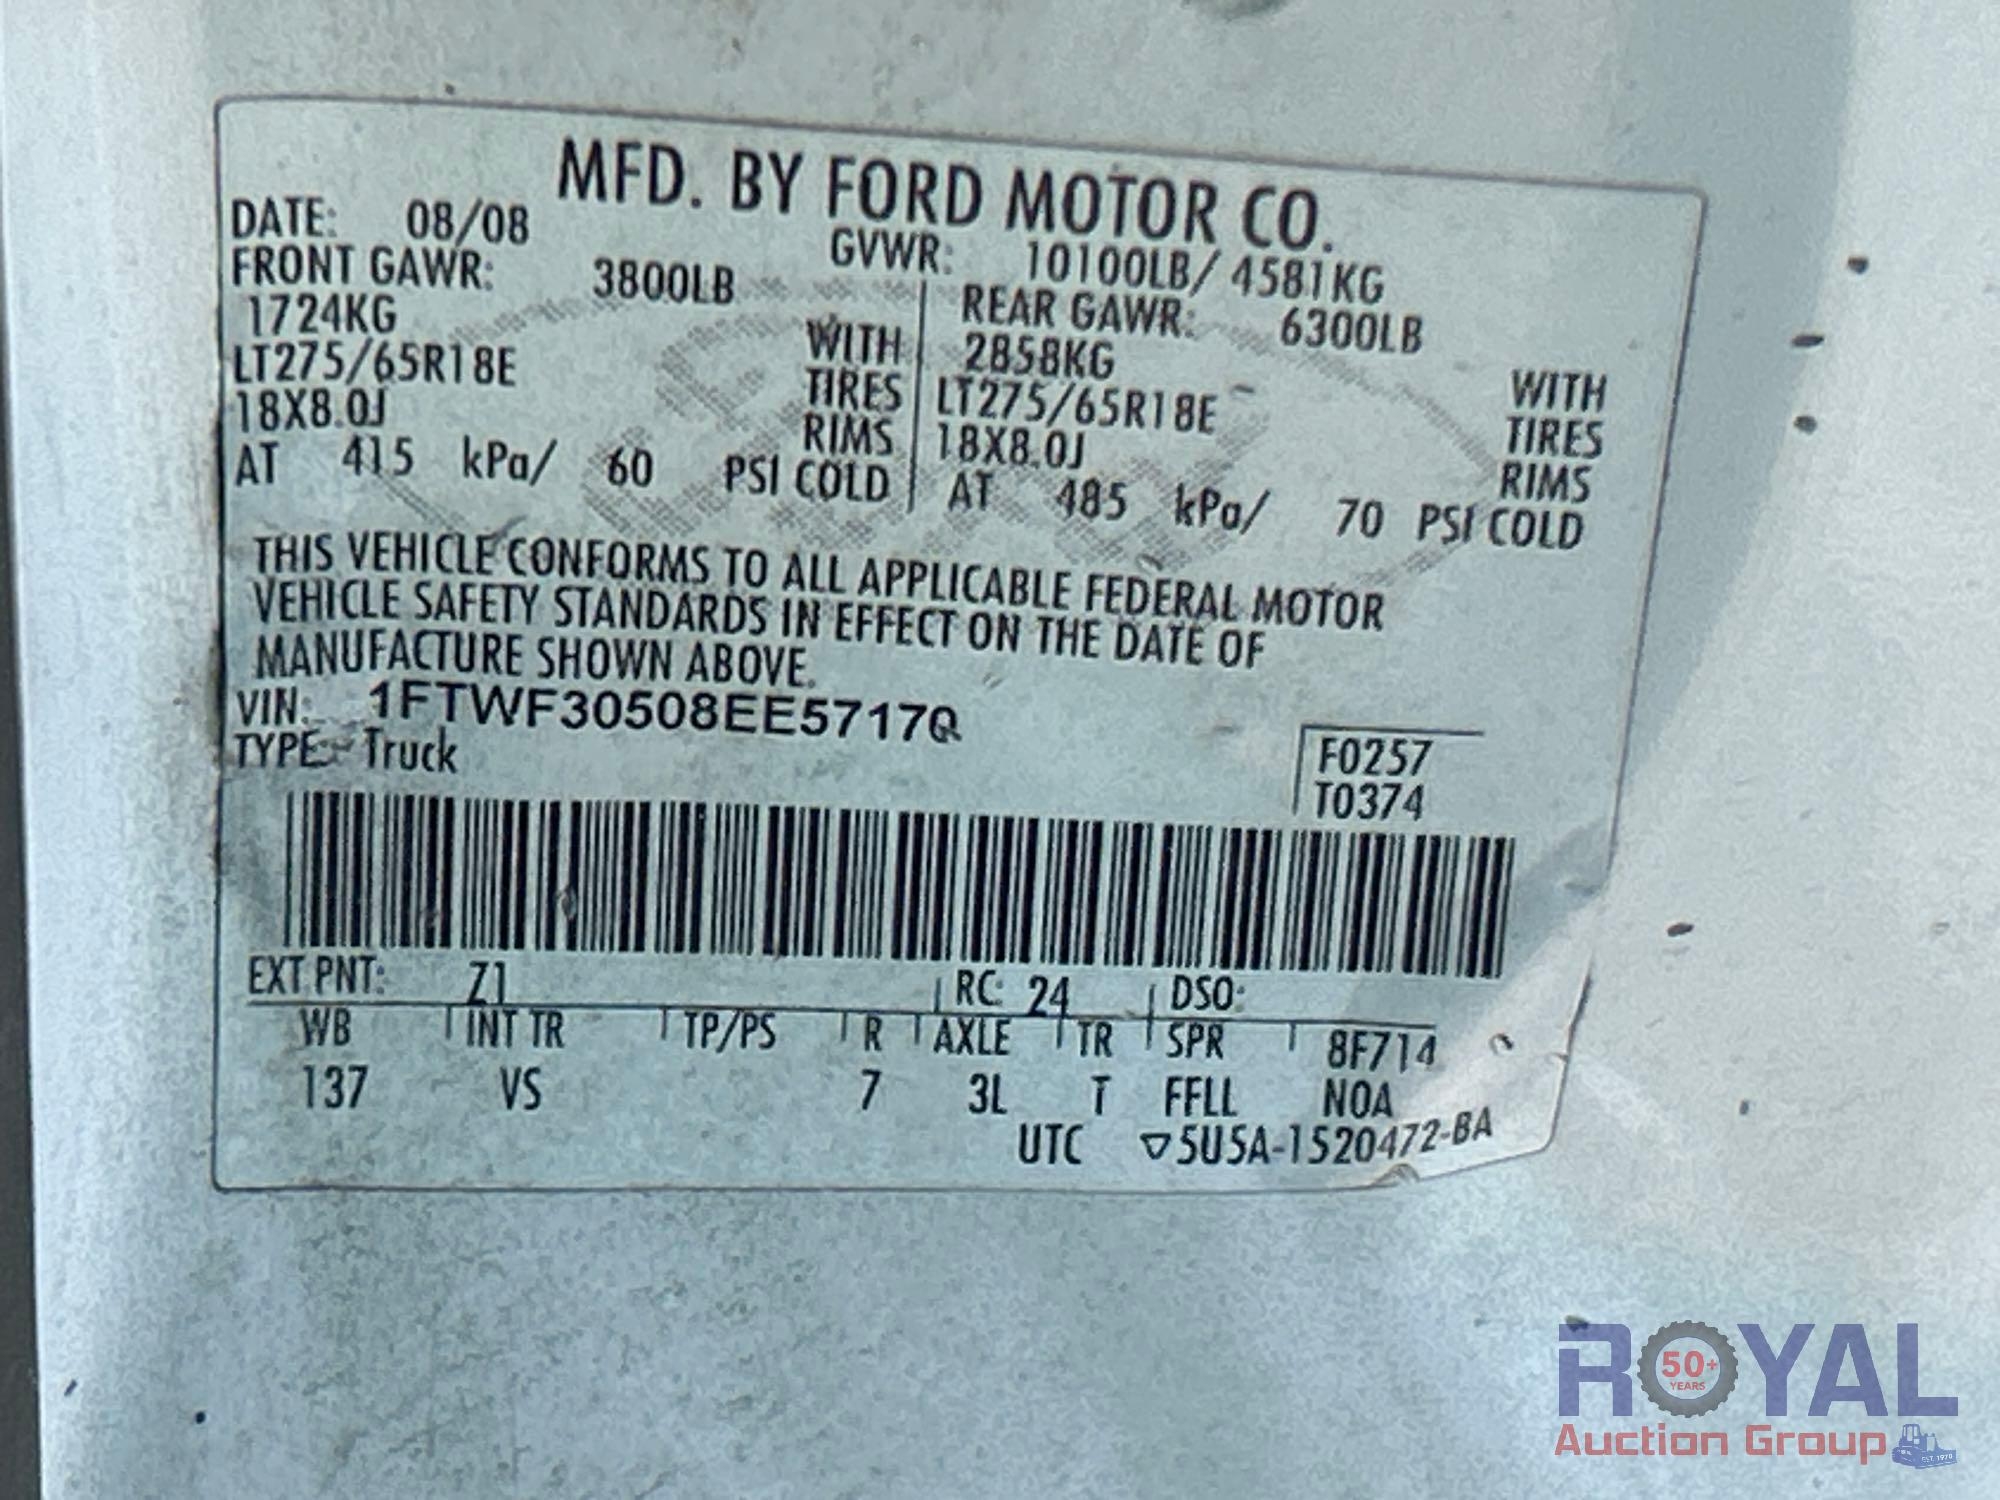 MFD. BY FORD MOTOR CO.
DATE: 08/08 GVWR: 10100LB/ 4581KG
FRONT GAWR: 3800LB REAR GAWR: 6300LB
1724KG WITH 2858KG WITH
LT275/65R18E TIRES LT275/65R18E TIRES
18X8.0J RIMS 18X8.0J RIMS
AT 415 kPa/ 60 PSI COLD AT 485 kPa/ 70 PSI COLD
THIS VEHICLE CONFORMS TO ALL APPLICABLE FEDERAL MOTOR
VEHICLE SAFETY STANDARDS IN EFFECT ON THE DATE OF
MANUFACTURE SHOWN ABOVE.
VIN: 1FTWF30508EE57170
TYPE: Truck
F0257
T0374
EXT PNT: Z1 RC: 24 DSO:
WB INT TR TP/PS R AXLE TR SPR 8F714
137 VS 7 3L T FFLL NOA
UTC ▽5U5A-1520472-BA
ROYAL
50+
YEARS
Auction Group
EST. 1970